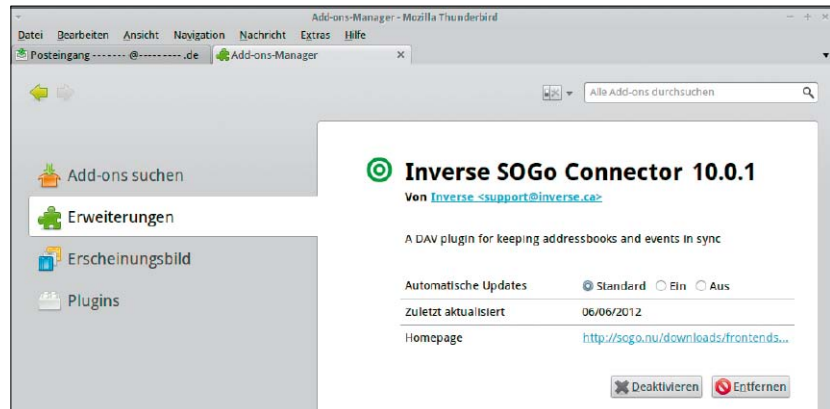 Add-ons-Manager - Mozilla Thunderbird
Datei Bearbeiten Ansicht Navigation Nachricht Extras Hilfe
Posteingang ------- @---------.de Add-ons-Manager
Alle Add-ons durchsuchen
Add-ons suchen
Erweiterungen
Erscheinungsbild
Plugins
Inverse SOGo Connector 10.0.1
Von Inverse <support@inverse.ca>
A DAV plugin for keeping addressbooks and events in sync
Automatische Updates Standard Ein Aus
Zuletzt aktualisiert 06/06/2012
Homepage http://sogo.nu/downloads/frontends...
Deaktivieren Entfernen